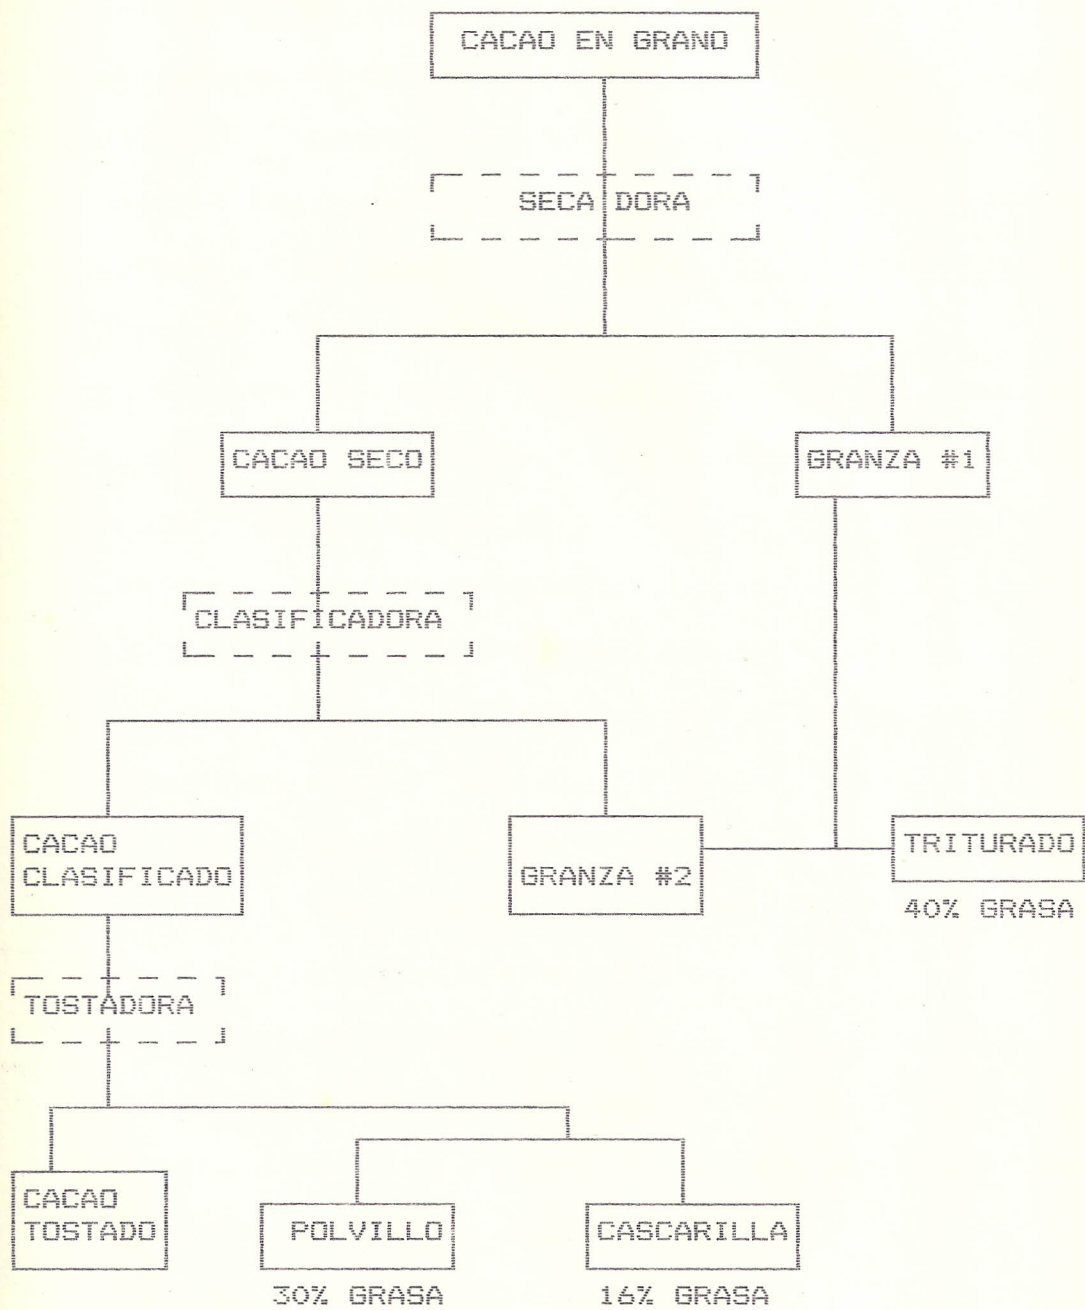 CACAO EN GRANO
SECADORA
CACAO SECO
GRANZA #1
CLASIFICADORA
CACAO
CLASIFICADO
GRANZA #2
TRITURADO
40% GRASA
TOSTADORA
CACAO
TOSTADO
POLVILLO
CASCARILLA
30% GRASA
16% GRASA